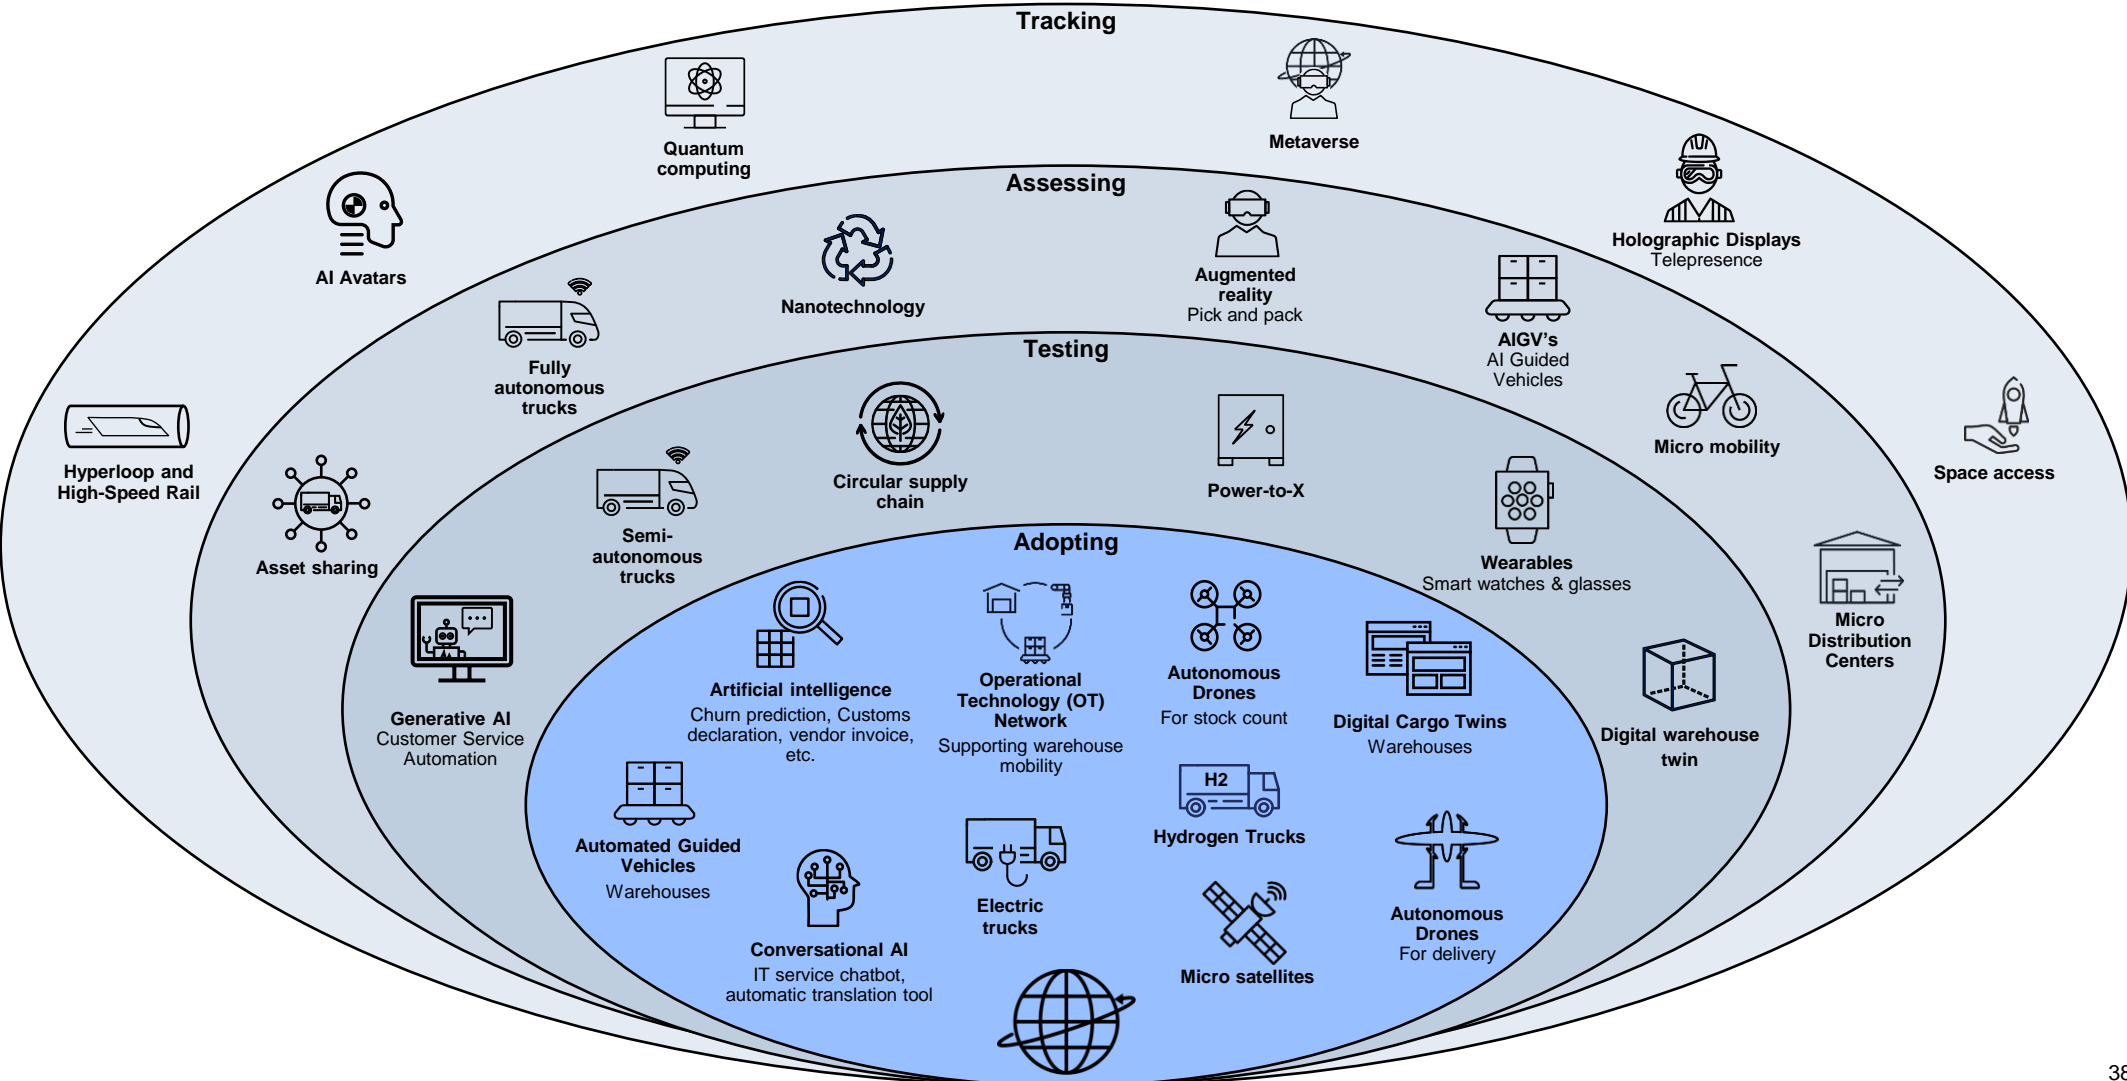 Tracking
Quantum
computing
Metaverse
AI Avatars
Holographic Displays
Telepresence
Hyperloop and
High-Speed Rail
Space access
Assessing
Nanotechnology
Augmented
reality
Pick and pack
Fully
autonomous
trucks
AIGV's
AI Guided
Vehicles
Micro mobility
Asset sharing
Micro
Distribution
Centers
Testing
Circular supply
chain
Power-to-X
Semi-
autonomous
trucks
Wearables
Smart watches & glasses
Generative AI
Customer Service
Automation
Digital warehouse
twin
Adopting
Artificial intelligence
Churn prediction, Customs
declaration, vendor invoice,
etc.
Operational
Technology (OT)
Network
Supporting warehouse
mobility
Autonomous
Drones
For stock count
Digital Cargo Twins
Warehouses
Automated Guided
Vehicles
Warehouses
H2
Hydrogen Trucks
Electric
trucks
Autonomous
Drones
For delivery
Conversational AI
IT service chatbot,
automatic translation tool
Micro satellites
38